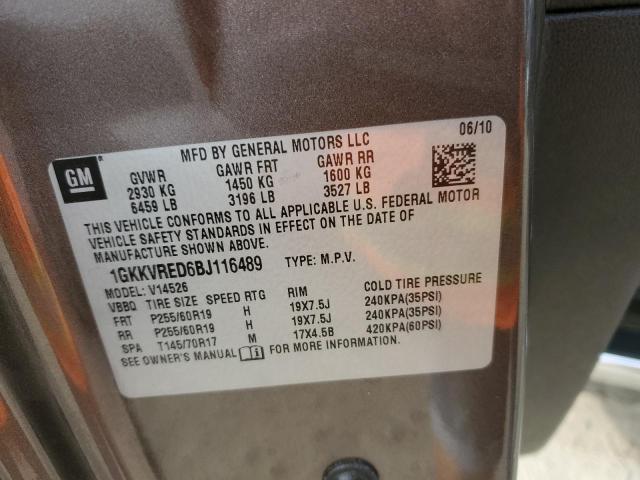 06/10
MFD BY GENERAL MOTORS LLC
GM
GVWR GAWR FRT GAWR RR
2930 KG 1450 KG 1600 KG
6459 LB 3196 LB 3527 LB
THIS VEHICLE CONFORMS TO ALL APPLICABLE U.S. FEDERAL MOTOR
VEHICLE SAFETY STANDARDS IN EFFECT ON THE DATE OF
MANUFACTURE SHOWN ABOVE.
1GKKVRED6BJ116489 TYPE: M.P.V.
MODEL: V14526
VBBQ TIRE SIZE SPEED RTG RIM COLD TIRE PRESSURE
FRT P255/60R19 H 19X7.5J 240KPA(35PSI)
RR P255/60R19 H 19X7.5J 240KPA(35PSI)
SPA T145/70R17 M 17X4.5B 420KPA(60PSI)
SEE OWNER'S MANUAL FOR MORE INFORMATION.